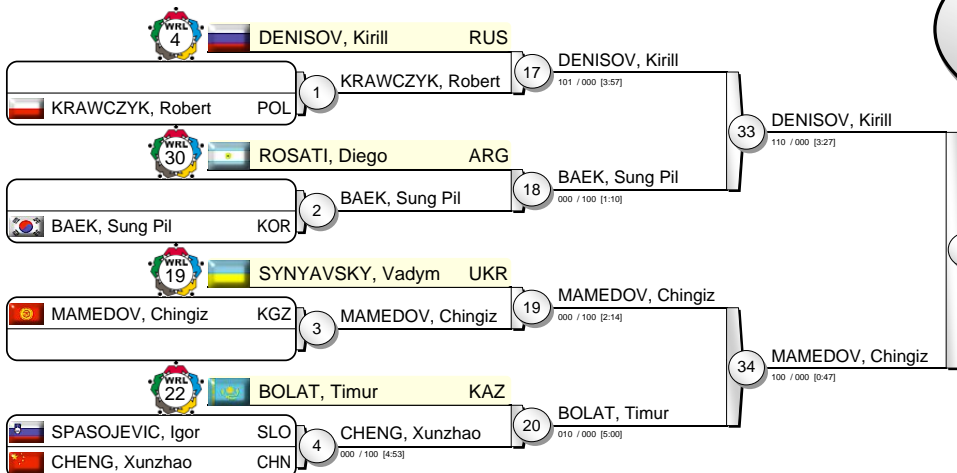 WRL
4
DENISOV, Kirill RUS
KRAWCZYK, Robert POL
1
KRAWCZYK, Robert
17
DENISOV, Kirill
101 / 000 [3:57]
WRL
30
ROSATI, Diego ARG
BAEK, Sung Pil KOR
2
BAEK, Sung Pil
18
BAEK, Sung Pil
000 / 100 [1:10]
33
DENISOV, Kirill
110 / 000 [3:27]
WRL
19
SYNYAVSKY, Vadym UKR
MAMEDOV, Chingiz KGZ
3
MAMEDOV, Chingiz
19
MAMEDOV, Chingiz
000 / 100 [2:14]
WRL
22
BOLAT, Timur KAZ
SPASOJEVIC, Igor SLO
CHENG, Xunzhao CHN
4
CHENG, Xunzhao
000 / 100 [4:53]
20
BOLAT, Timur
010 / 000 [5:00]
34
MAMEDOV, Chingiz
100 / 000 [0:47]